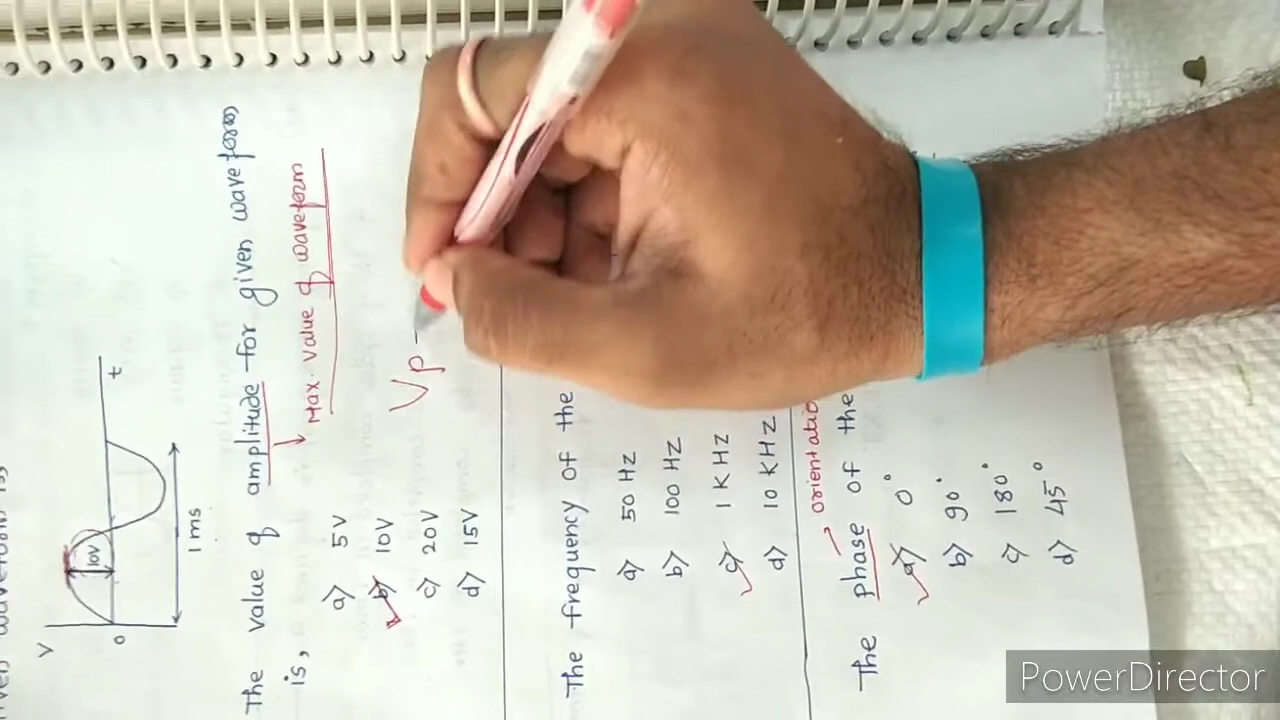 V
10V
0
t
1 ms
The value of amplitude for given waveform
is,
Max. value of waveform
a) 5V
b) 10V
c) 20V
d) 15V
Vp
The frequency of the
a) 50 Hz
b) 100 Hz
c) 1 KHz
d) 10 KHz
The phase of the
a) 0°
b) 90°
c) 180°
d) 45°
PowerDirector